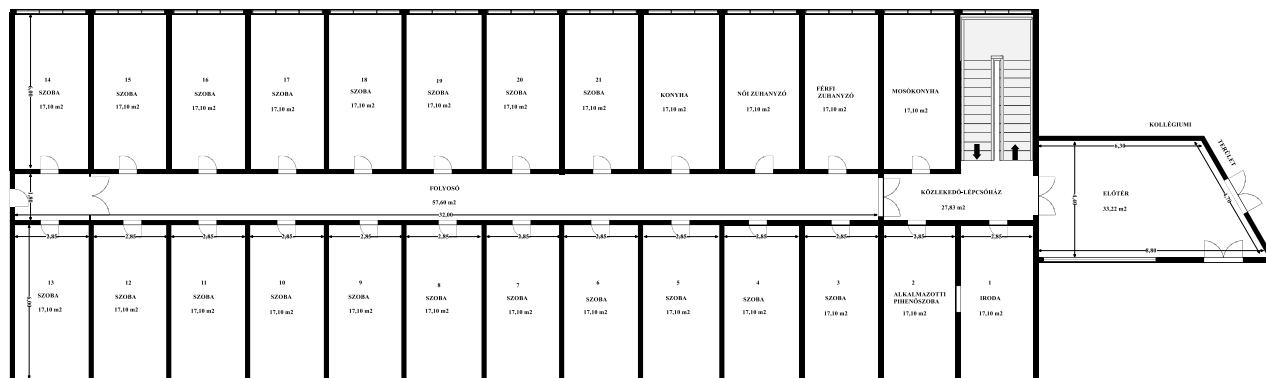 14
SZOBA
17,10 m2
15
SZOBA
17,10 m2
16
SZOBA
17,10 m2
17
SZOBA
17,10 m2
18
SZOBA
17,10 m2
19
SZOBA
17,10 m2
20
SZOBA
17,10 m2
21
SZOBA
17,10 m2
KONYHA
17,10 m2
NŐI ZUHANYZÓ
17,10 m2
FÉRFI
ZUHANYZÓ
17,10 m2
MOSÓKONYHA
17,10 m2
KOLLÉGIUMI
TERÜLET
6,30
4,70
ELŐTÉR
33,22 m2
8,80
FOLYOSÓ
57,60 m2
32,00
KÖZLEKEDŐ-LÉPCSŐHÁZ
27,83 m2
2,85
2,85
2,85
2,85
2,85
2,85
2,85
2,85
2,85
2,85
2,85
2,85
2,85
13
SZOBA
17,10 m2
12
SZOBA
17,10 m2
11
SZOBA
17,10 m2
10
SZOBA
17,10 m2
9
SZOBA
17,10 m2
8
SZOBA
17,10 m2
7
SZOBA
17,10 m2
6
SZOBA
17,10 m2
5
SZOBA
17,10 m2
4
SZOBA
17,10 m2
3
SZOBA
17,10 m2
2
ALKALMAZOTTI
PIHENŐSZOBA
17,10 m2
1
IRODA
17,10 m2